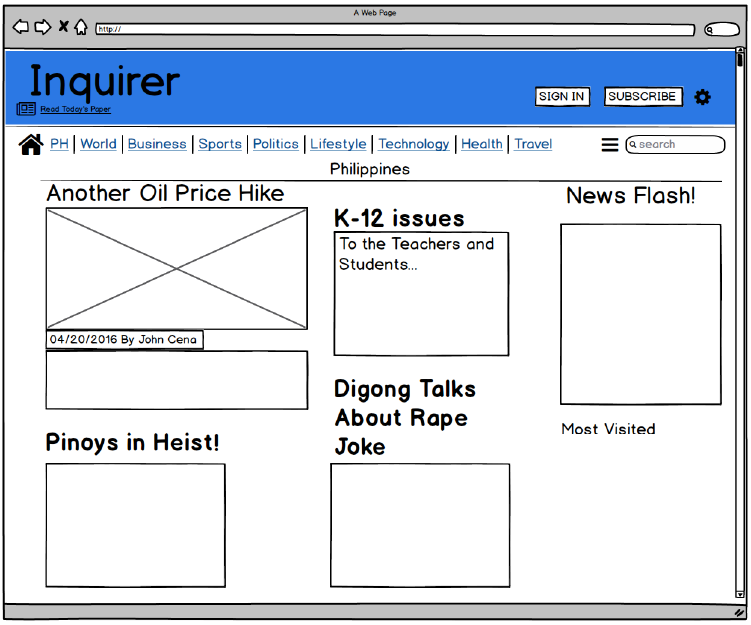 A Web Page
http://
Inquirer
Read Today's Paper
SIGN IN
SUBSCRIBE
PH World Business Sports Politics Lifestyle Technology Health Travel
search
Philippines
Another Oil Price Hike
04/20/2016 By John Cena
Pinoys in Heist!
K-12 issues
To the Teachers and
Students...
Digong Talks
About Rape
Joke
News Flash!
Most Visited